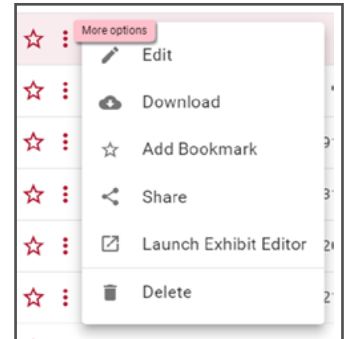 More options
Edit
Download
Add Bookmark
Share
Launch Exhibit Editor
Delete